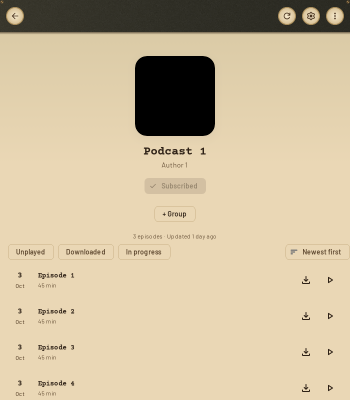 Podcast 1
Author 1
Subscribed
+ Group
3 episodes · Updated 1 day ago
Unplayed Downloaded In progress Newest first
3 Episode 1
Oct 45 min
3 Episode 2
Oct 45 min
3 Episode 3
Oct 45 min
3 Episode 4
Oct 45 min